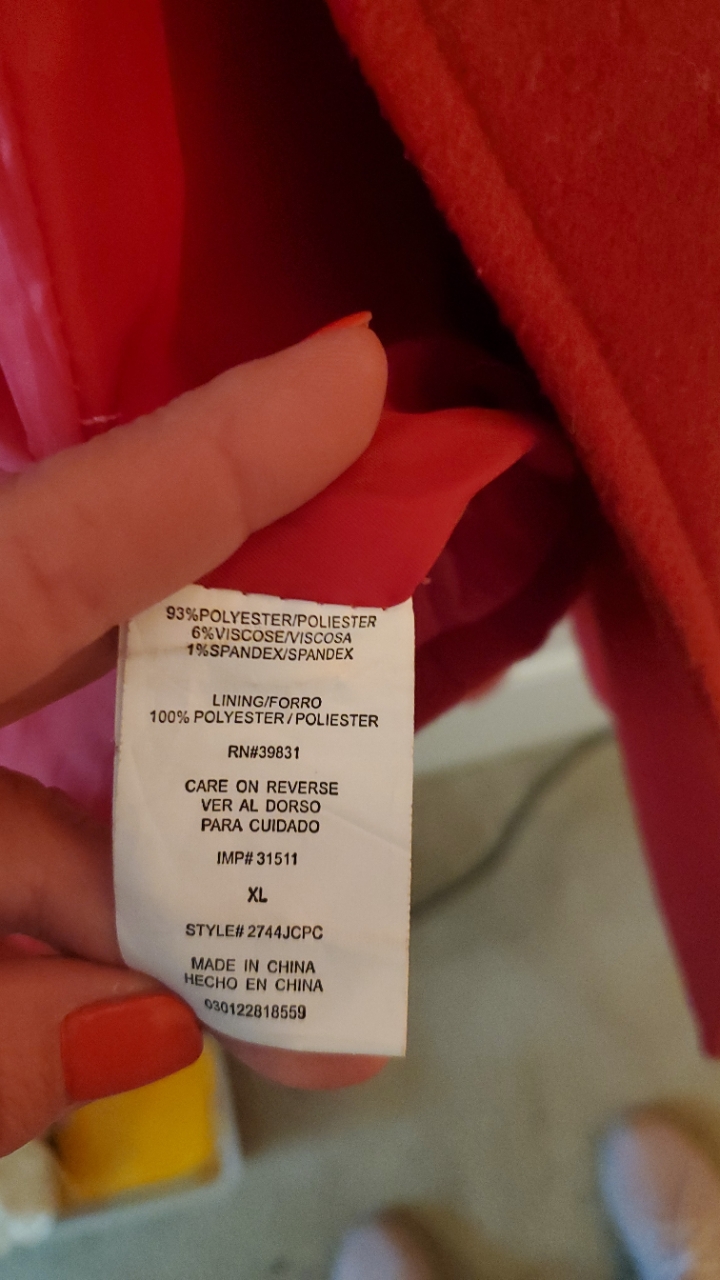 93%POLYESTER/POLIESTER
6%VISCOSE/VISCOSA
1%SPANDEX/SPANDEX
LINING/FORRO
100% POLYESTER/POLIESTER
RN#39831
CARE ON REVERSE
VER AL DORSO
PARA CUIDADO
IMP# 31511
XL
STYLE# 2744JCPC
MADE IN CHINA
HECHO EN CHINA
030122818559